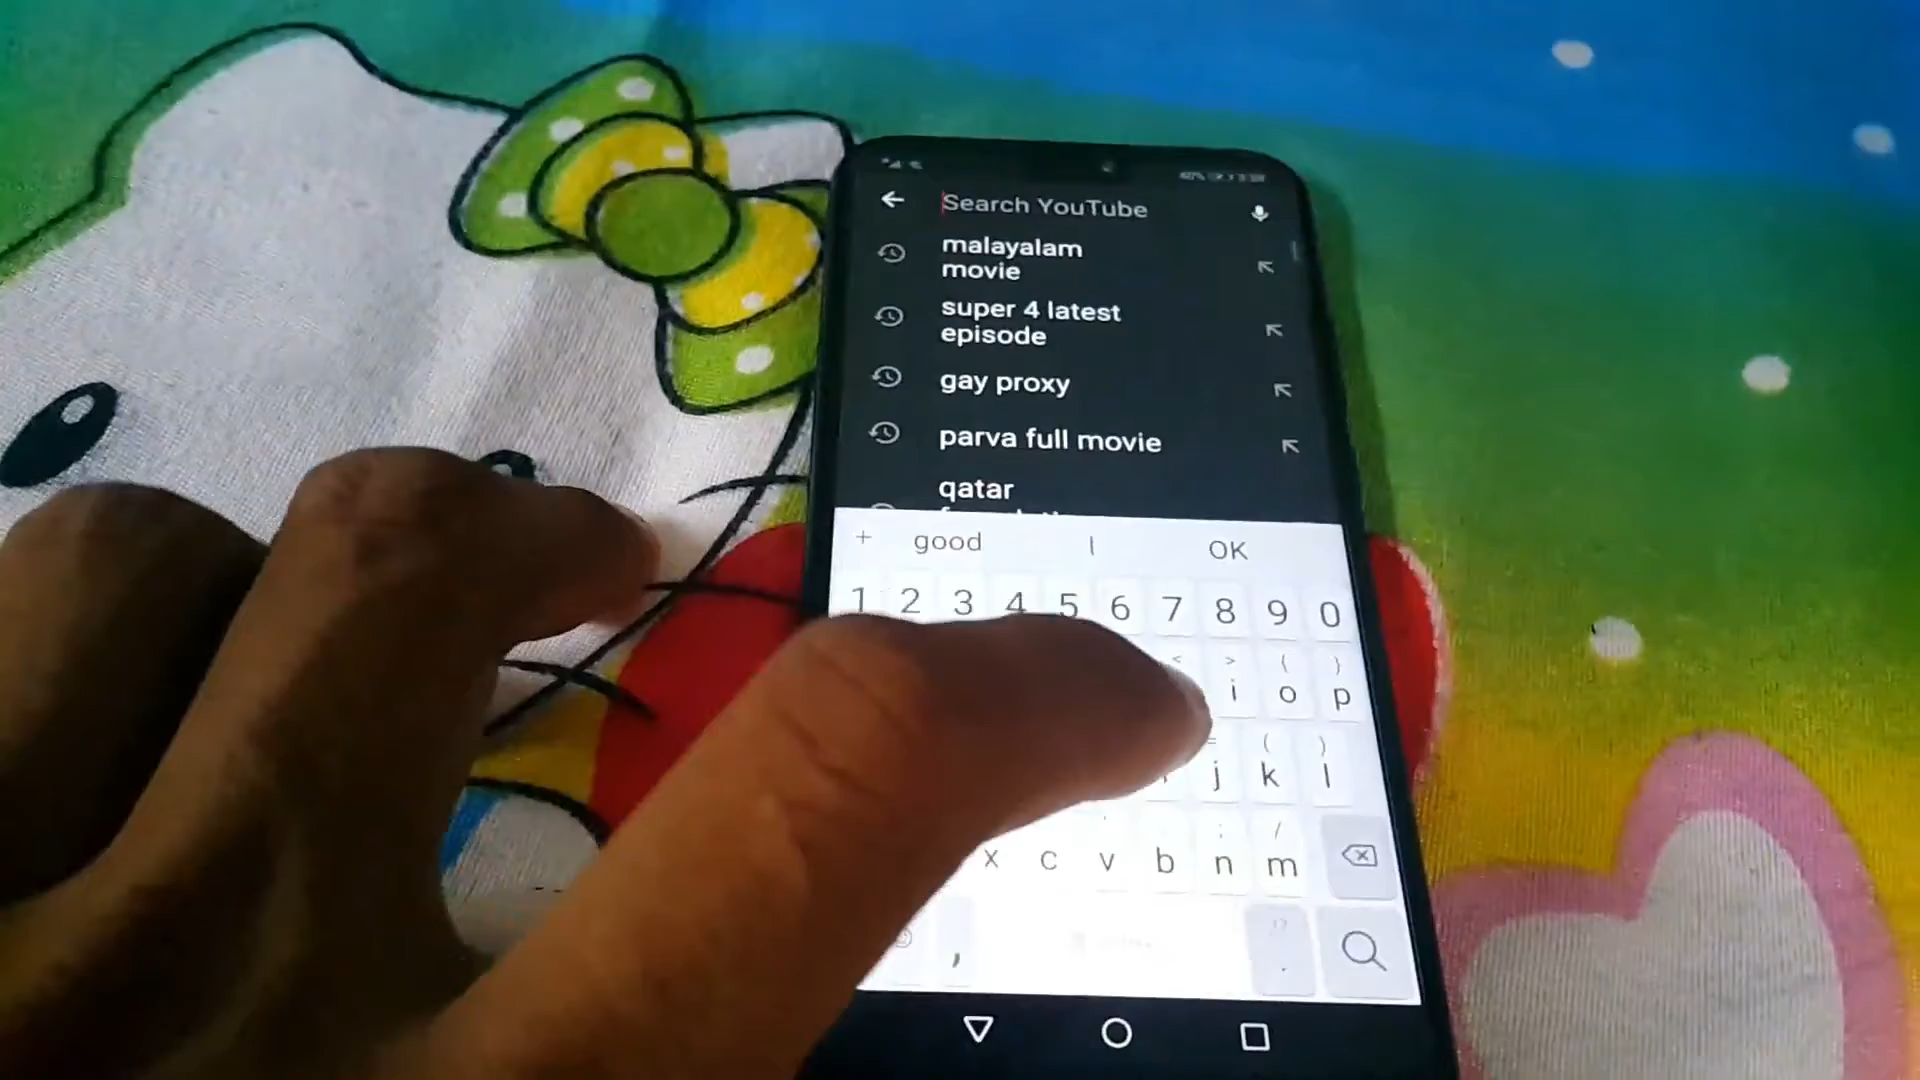 Search YouTube
malayalam
movie
super 4 latest
episode
gay proxy
parva full movie
qatar
+ good I OK
1 2 3 4 5 6 7 8 9 0
< > { }
i o p
= ( )
j k l
' : ; /
x c v b n m
, .